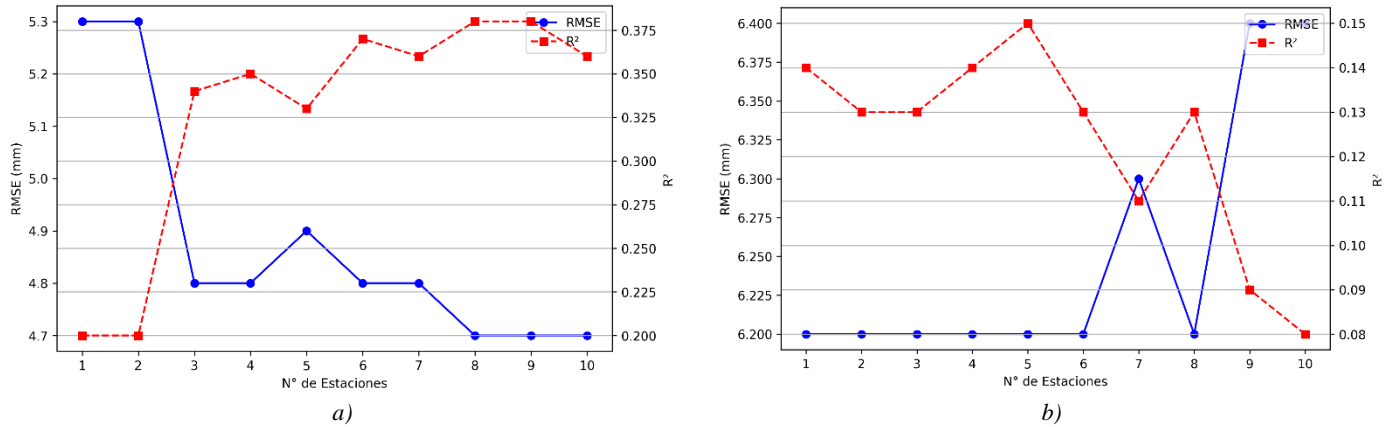 5.3
5.2
5.1
5.0
4.9
4.8
4.7
RMSE (mm)
1 2 3 4 5 6 7 8 9 10
N° de Estaciones
0.375
0.350
0.325
0.300
0.275
0.250
0.225
0.200
R²
RMSE
R²
a)
6.400
6.375
6.350
6.325
6.300
6.275
6.250
6.225
6.200
RMSE (mm)
1 2 3 4 5 6 7 8 9 10
N° de Estaciones
0.15
0.14
0.13
0.12
0.11
0.10
0.09
0.08
R²
RMSE
R²
b)